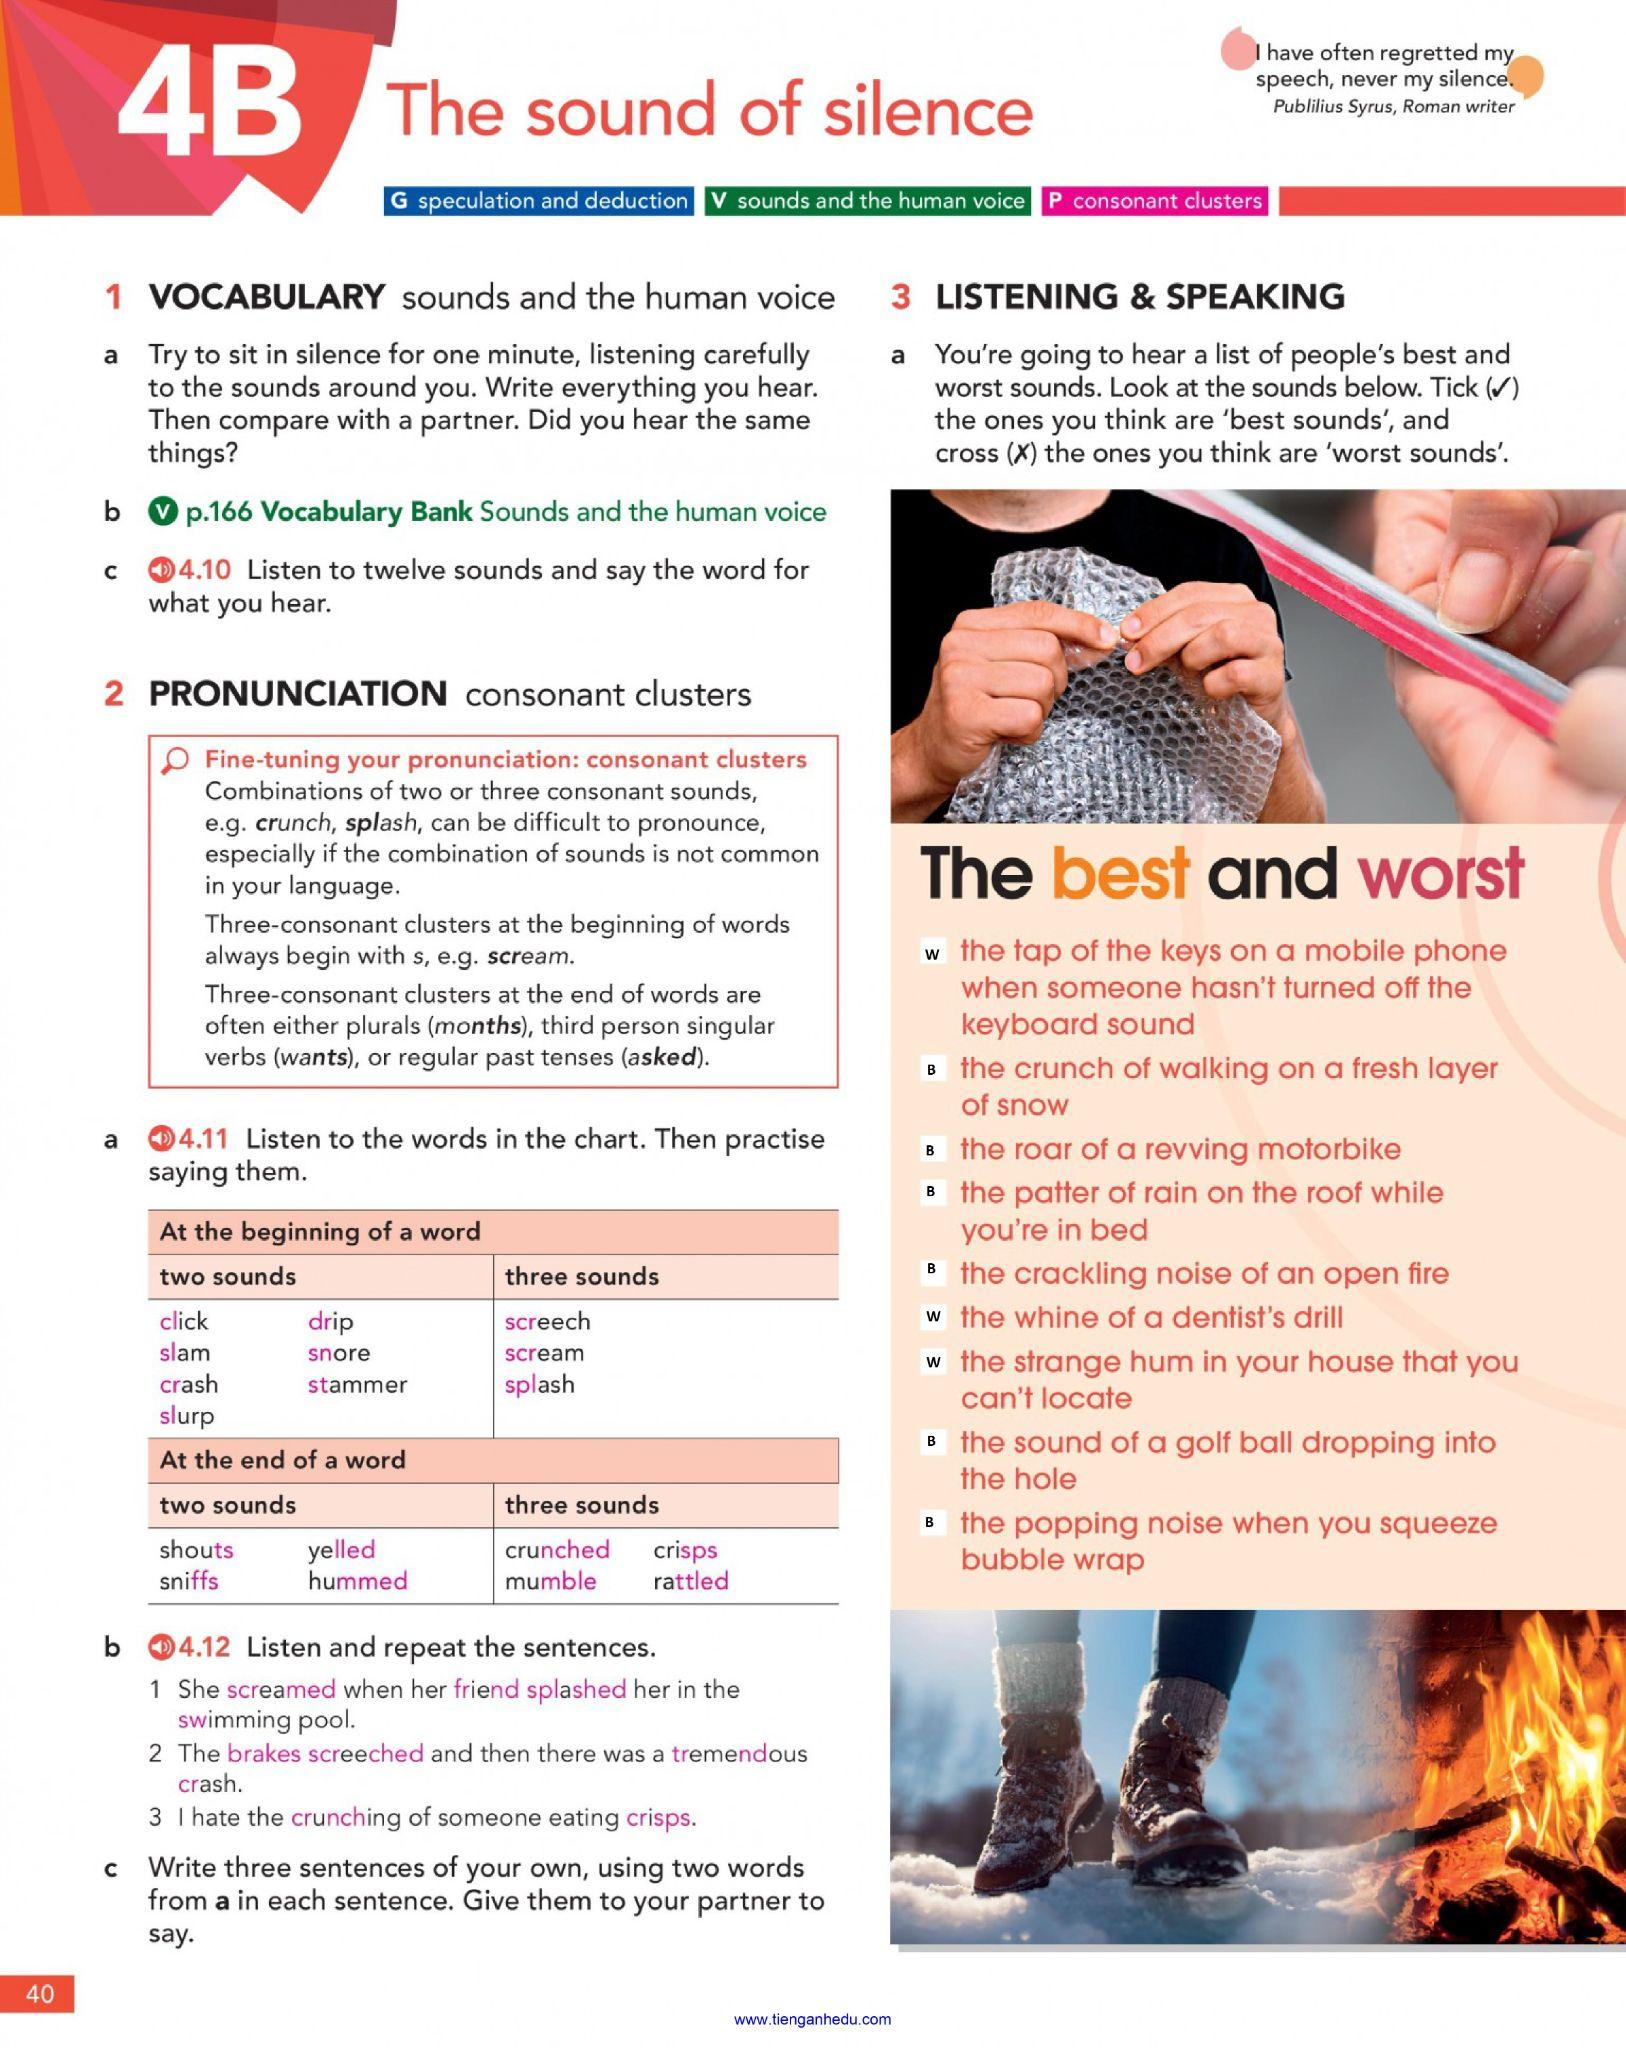 4B
The sound of silence
I have often regretted my
speech, never my silence.
Publilius Syrus, Roman writer
G speculation and deduction V sounds and the human voice P consonant clusters
1 VOCABULARY sounds and the human voice
a Try to sit in silence for one minute, listening carefully
to the sounds around you. Write everything you hear.
Then compare with a partner. Did you hear the same
things?
b V p.166 Vocabulary Bank Sounds and the human voice
c 4.10 Listen to twelve sounds and say the word for
what you hear.
2 PRONUNCIATION consonant clusters
Fine-tuning your pronunciation: consonant clusters
Combinations of two or three consonant sounds,
e.g. crunch, splash, can be difficult to pronounce,
especially if the combination of sounds is not common
in your language.
Three-consonant clusters at the beginning of words
always begin with s, e.g. scream.
Three-consonant clusters at the end of words are
often either plurals (months), third person singular
verbs (wants), or regular past tenses (asked).
a 4.11 Listen to the words in the chart. Then practise
saying them.
At the beginning of a word
two sounds three sounds
click drip screech
slam snore scream
crash stammer splash
slurp
At the end of a word
two sounds three sounds
shouts yelled crunched crisps
sniffs hummed mumble rattled
b 4.12 Listen and repeat the sentences.
1 She screamed when her friend splashed her in the
swimming pool.
2 The brakes screeched and then there was a tremendous
crash.
3 I hate the crunching of someone eating crisps.
c Write three sentences of your own, using two words
from a in each sentence. Give them to your partner to
say.
3 LISTENING & SPEAKING
a You're going to hear a list of people's best and
worst sounds. Look at the sounds below. Tick (✓)
the ones you think are 'best sounds', and
cross (✗) the ones you think are 'worst sounds'.
The best and worst
W the tap of the keys on a mobile phone
when someone hasn't turned off the
keyboard sound
B the crunch of walking on a fresh layer
of snow
B the roar of a revving motorbike
B the patter of rain on the roof while
you're in bed
B the crackling noise of an open fire
W the whine of a dentist's drill
W the strange hum in your house that you
can't locate
B the sound of a golf ball dropping into
the hole
B the popping noise when you squeeze
bubble wrap
40
www.tienganhedu.com